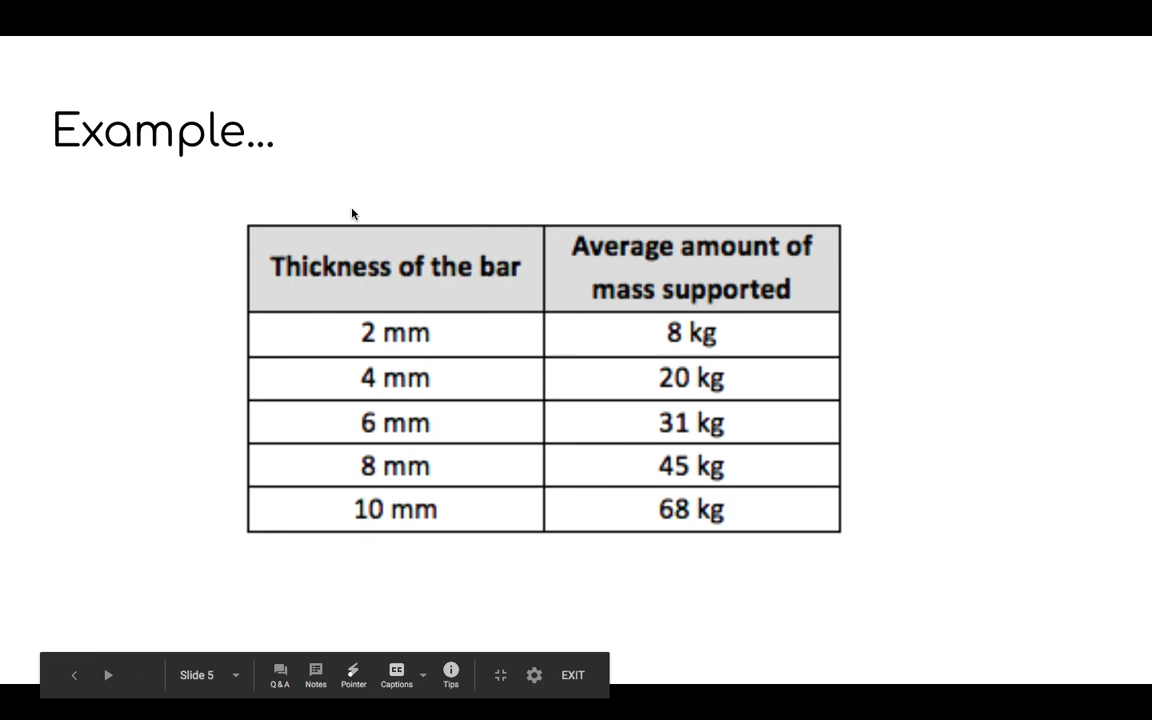 Example...
Thickness of the bar
Average amount of
mass supported
2 mm
8 kg
4 mm
20 kg
6 mm
31 kg
8 mm
45 kg
10 mm
68 kg
Slide 5
Q&A
Notes
Pointer
CC
Captions
Tips
EXIT